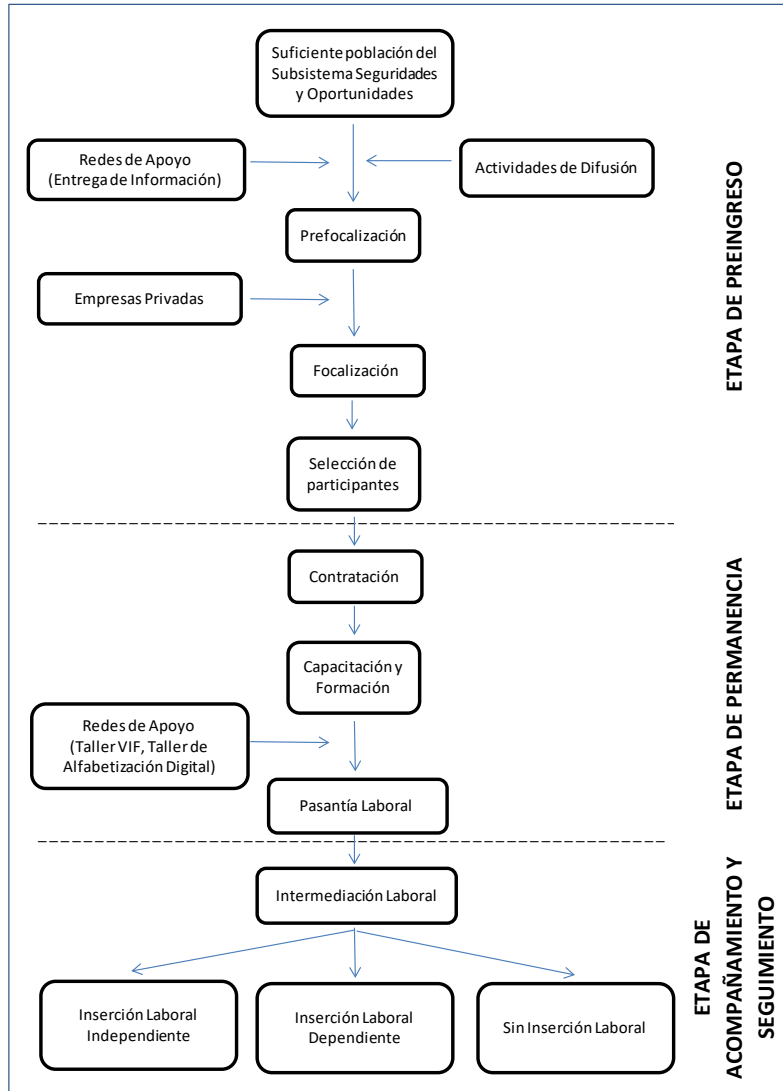 Suficiente población del
Subsistema Seguridades
y Oportunidades
Redes de Apoyo
(Entrega de Información)
Actividades de Difusión
Prefocalización
Empresas Privadas
Focalización
Selección de
participantes
ETAPA DE PREINGRESO
Contratación
Capacitación y
Formación
Redes de Apoyo
(Taller VIF, Taller de
Alfabetización Digital)
Pasantía Laboral
ETAPA DE PERMANENCIA
Intermediación Laboral
Inserción Laboral
Independiente
Inserción Laboral
Dependiente
Sin Inserción Laboral
ETAPA DE
ACOMPAÑAMIENTO Y
SEGUIMIENTO